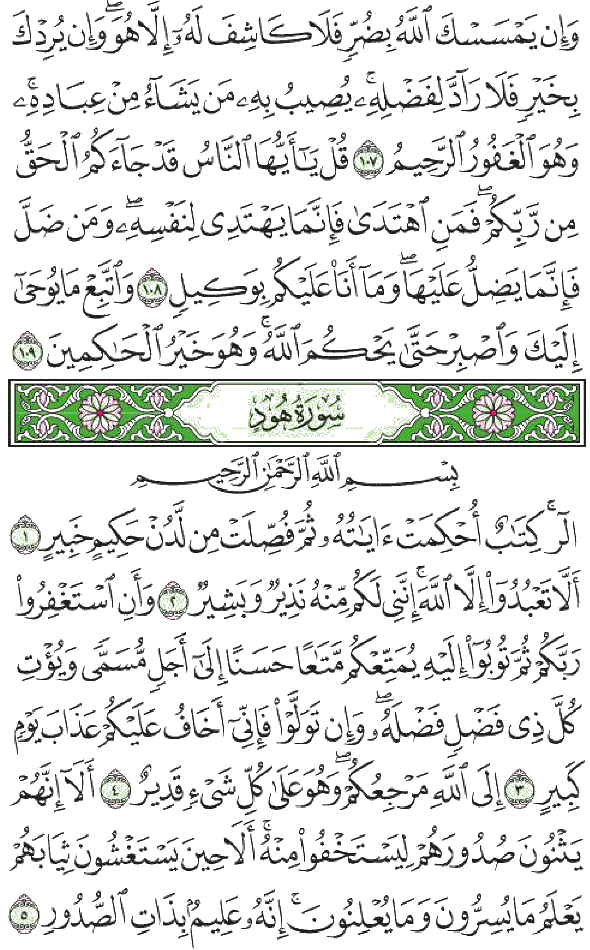 وَإِن يَمْسَسْكَ ٱللَّهُ بِضُرٍّ فَلَا كَاشِفَ لَهُۥٓ إِلَّا هُوَ ۖ وَإِن يُرِدْكَ
بِخَيْرٍ فَلَا رَآدَّ لِفَضْلِهِۦ ۚ يُصِيبُ بِهِۦ مَن يَشَآءُ مِنْ عِبَادِهِۦ ۚ
وَهُوَ ٱلْغَفُورُ ٱلرَّحِيمُ ١٠٧ قُلْ يَٰٓأَيُّهَا ٱلنَّاسُ قَدْ جَآءَكُمُ ٱلْحَقُّ
مِن رَّبِّكُمْ ۖ فَمَنِ ٱهْتَدَىٰ فَإِنَّمَا يَهْتَدِى لِنَفْسِهِۦ ۖ وَمَن ضَلَّ
فَإِنَّمَا يَضِلُّ عَلَيْهَا ۖ وَمَآ أَنَا۠ عَلَيْكُم بِوَكِيلٍ ١٠٨ وَٱتَّبِعْ مَا يُوحَىٰٓ
إِلَيْكَ وَٱصْبِرْ حَتَّىٰ يَحْكُمَ ٱللَّهُ ۚ وَهُوَ خَيْرُ ٱلْحَٰكِمِينَ ١٠٩
سُورَةُ هُود
بِسْمِ ٱللَّهِ ٱلرَّحْمَٰنِ ٱلرَّحِيمِ
الٓر ۚ كِتَٰبٌ أُحْكِمَتْ ءَايَٰتُهُۥ ثُمَّ فُصِّلَتْ مِن لَّدُنْ حَكِيمٍ خَبِيرٍ ١
أَلَّا تَعْبُدُوٓا۟ إِلَّا ٱللَّهَ ۚ إِنَّنِى لَكُم مِّنْهُ نَذِيرٌ وَبَشِيرٌ ٢ وَأَنِ ٱسْتَغْفِرُوا۟
رَبَّكُمْ ثُمَّ تُوبُوٓا۟ إِلَيْهِ يُمَتِّعْكُم مَّتَٰعًا حَسَنًا إِلَىٰٓ أَجَلٍ مُّسَمًّى وَيُؤْتِ
كُلَّ ذِى فَضْلٍ فَضْلَهُۥ ۖ وَإِن تَوَلَّوْا۟ فَإِنِّىٓ أَخَافُ عَلَيْكُمْ عَذَابَ يَوْمٍ
كَبِيرٍ ٣ إِلَى ٱللَّهِ مَرْجِعُكُمْ ۖ وَهُوَ عَلَىٰ كُلِّ شَىْءٍ قَدِيرٌ ٤ أَلَآ إِنَّهُمْ
يَثْنُونَ صُدُورَهُمْ لِيَسْتَخْفُوا۟ مِنْهُ ۚ أَلَا حِينَ يَسْتَغْشُونَ ثِيَابَهُمْ
يَعْلَمُ مَا يُسِرُّونَ وَمَا يُعْلِنُونَ ۚ إِنَّهُۥ عَلِيمٌۢ بِذَاتِ ٱلصُّدُورِ ٥